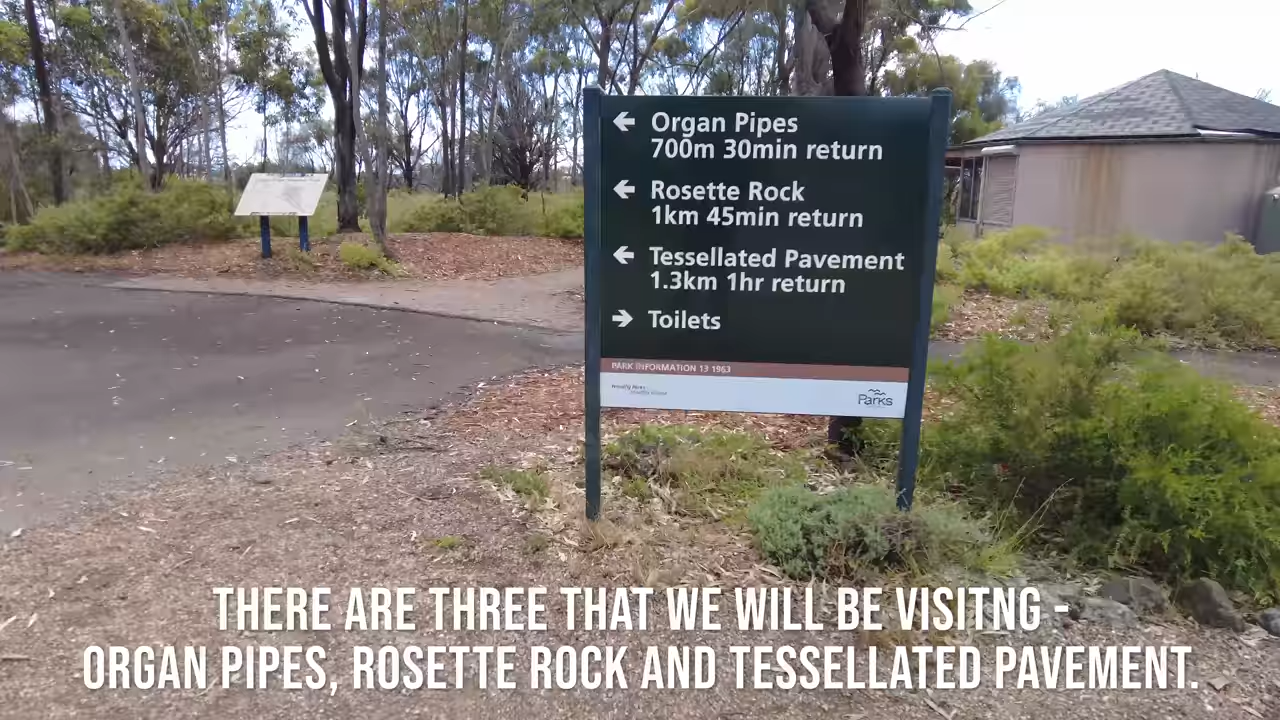 ← Organ Pipes
700m 30min return
← Rosette Rock
1km 45min return
← Tessellated Pavement
1.3km 1hr return
→ Toilets
PARK INFORMATION 13 1963
Parks
THERE ARE THREE THAT WE WILL BE VISITNG -
ORGAN PIPES, ROSETTE ROCK AND TESSELLATED PAVEMENT.